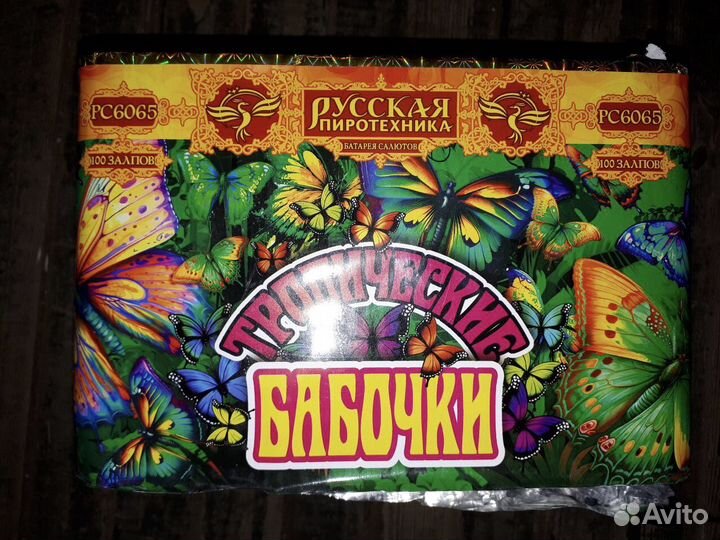 РУССКАЯ
ПИРОТЕХНИКА
БАТАРЕЯ САЛЮТОВ
РС6065
100 ЗАЛПОВ
РС6065
100 ЗАЛПОВ
ТРОПИЧЕСКИЕ
БАБОЧКИ
Avito